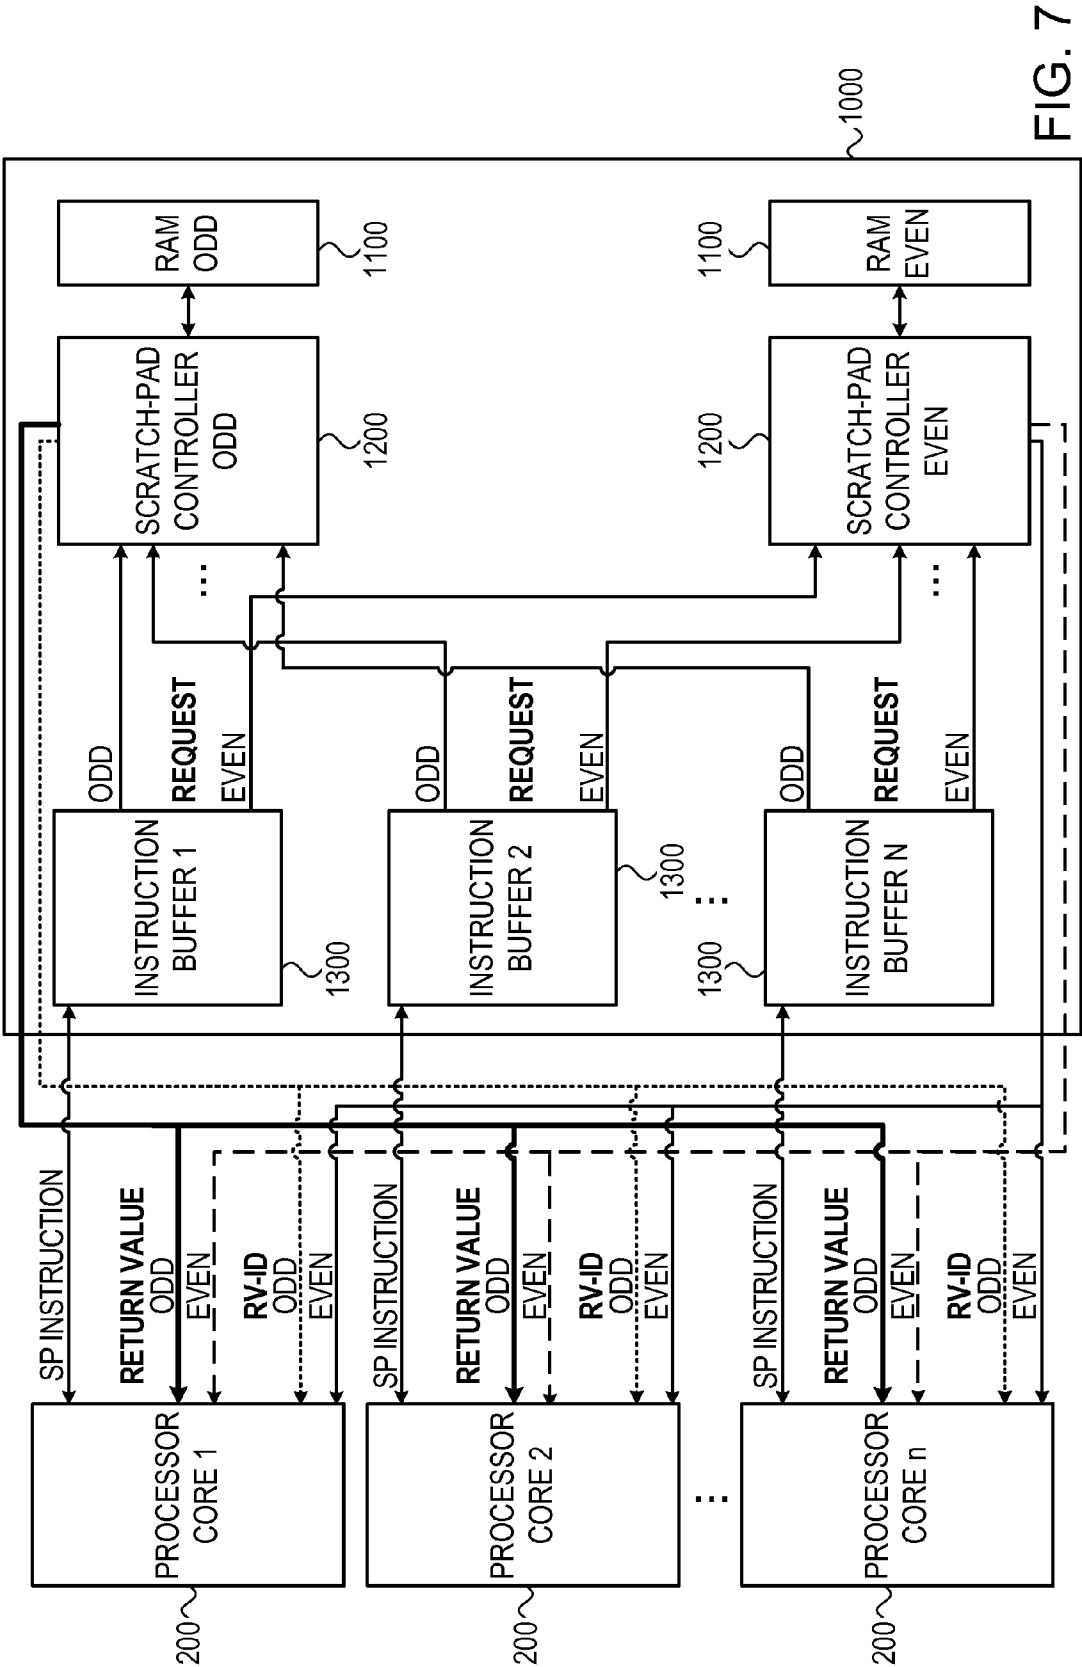 SP INSTRUCTION
RETURN VALUE
ODD
EVEN
RV-ID
ODD
EVEN
PROCESSOR
CORE 1
200
INSTRUCTION
BUFFER 1
1300
ODD
REQUEST
EVEN
SCRATCH-PAD
CONTROLLER
ODD
1200
...
RAM
ODD
1100
1000
SP INSTRUCTION
RETURN VALUE
ODD
EVEN
RV-ID
ODD
EVEN
PROCESSOR
CORE 2
200
...
INSTRUCTION
BUFFER 2
1300
...
ODD
REQUEST
EVEN
SP INSTRUCTION
RETURN VALUE
ODD
EVEN
RV-ID
ODD
EVEN
PROCESSOR
CORE n
200
INSTRUCTION
BUFFER N
1300
ODD
REQUEST
EVEN
SCRATCH-PAD
CONTROLLER
EVEN
1200
...
RAM
EVEN
1100
FIG. 7